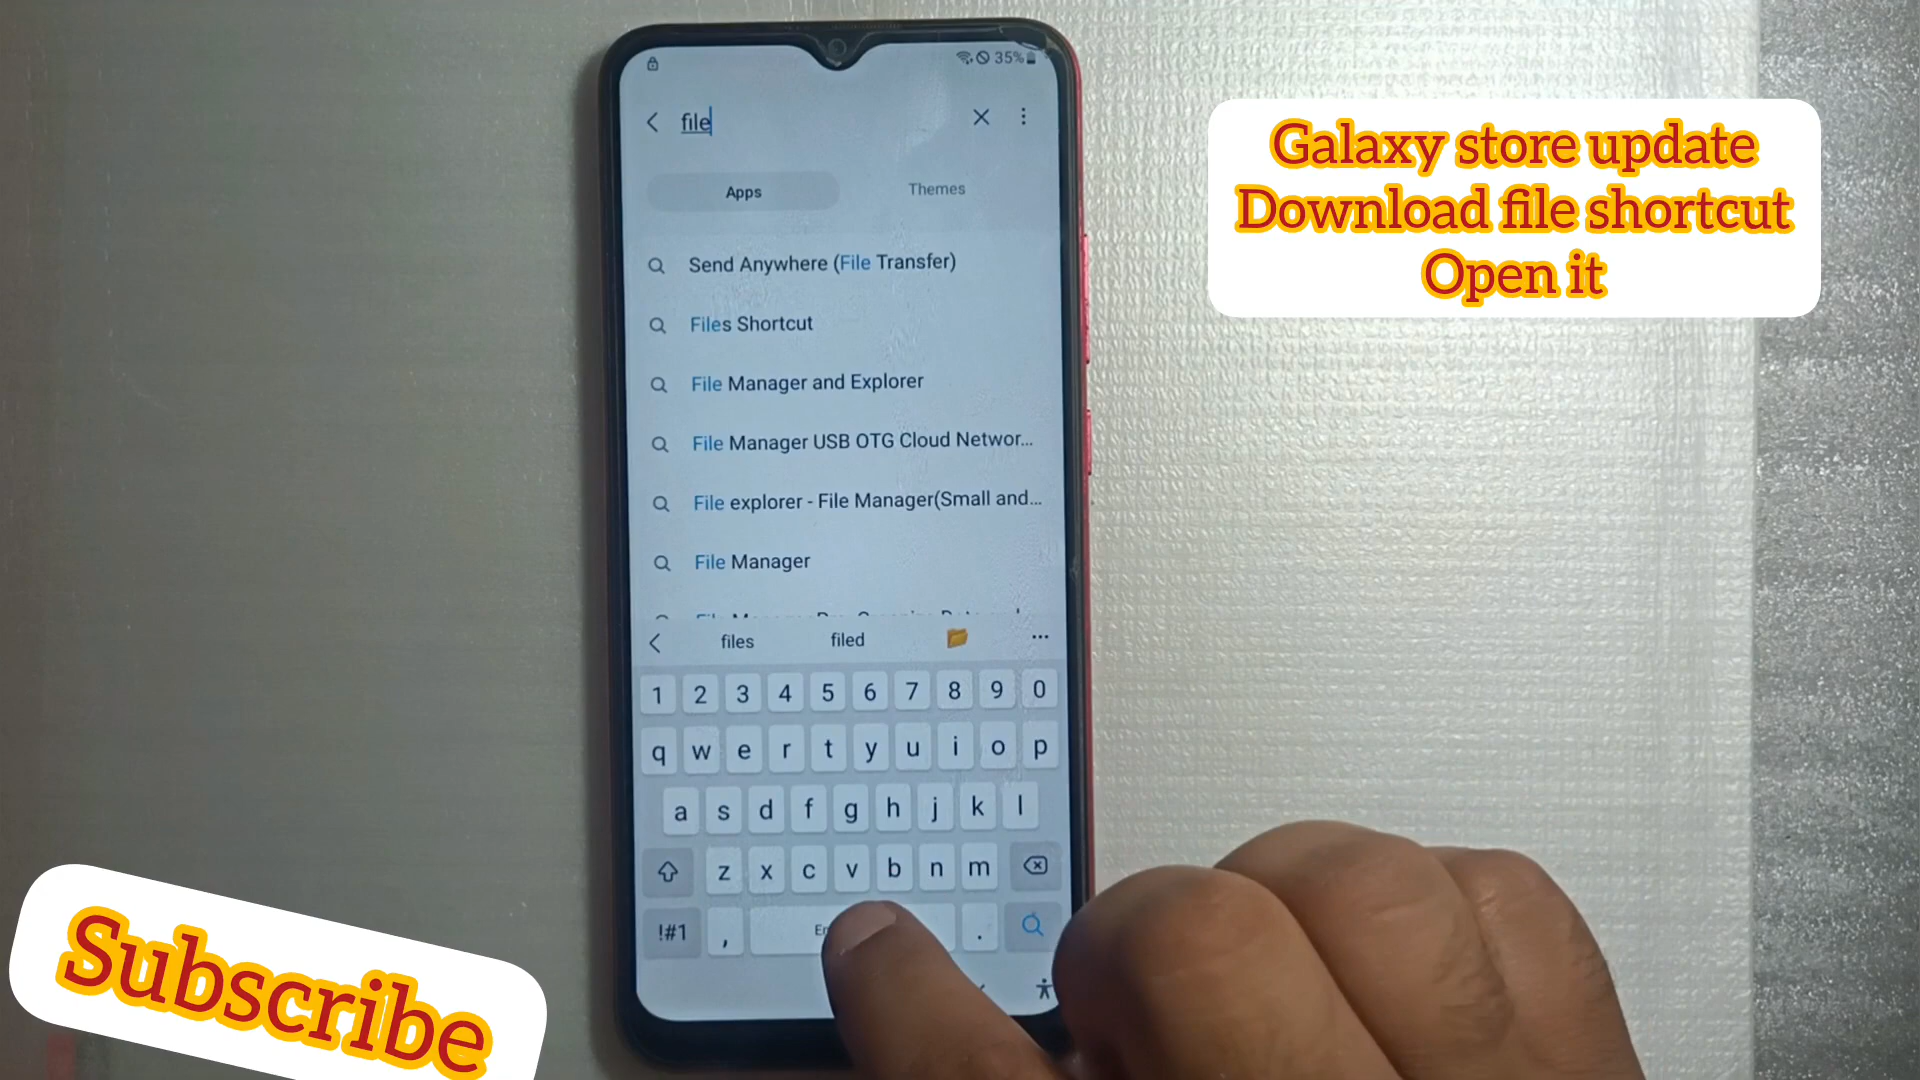 35%
file
Apps
Themes
Send Anywhere (File Transfer)
Files Shortcut
File Manager and Explorer
File Manager USB OTG Cloud Networ...
File explorer - File Manager(Small and...
File Manager
files
filed
...
1 2 3 4 5 6 7 8 9 0
q w e r t y u i o p
a s d f g h j k l
z x c v b n m
!#1 , .
Galaxy store update
Download file shortcut
Open it
Subscribe